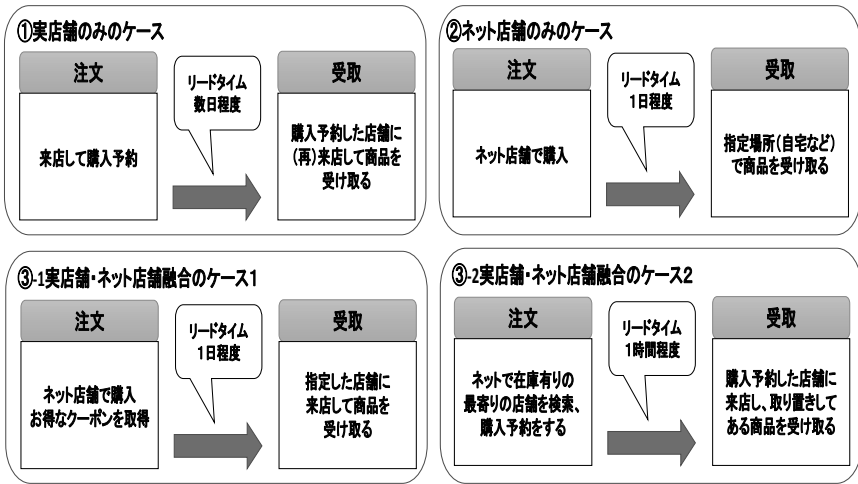 ①実店舗のみのケース
注文
リードタイム
数日程度
受取
来店して購入予約
購入予約した店舗に
(再)来店して商品を
受け取る
②ネット店舗のみのケース
注文
リードタイム
1日程度
受取
ネット店舗で購入
指定場所(自宅など)
で商品を受け取る
③-1実店舗・ネット店舗融合のケース1
注文
リードタイム
1日程度
受取
ネット店舗で購入
お得なクーポンを取得
指定した店舗に
来店して商品を
受け取る
③-2実店舗・ネット店舗融合のケース2
注文
リードタイム
1時間程度
受取
ネットで在庫有りの
最寄りの店舗を検索、
購入予約をする
購入予約した店舗に
来店し、取り置きして
ある商品を受け取る